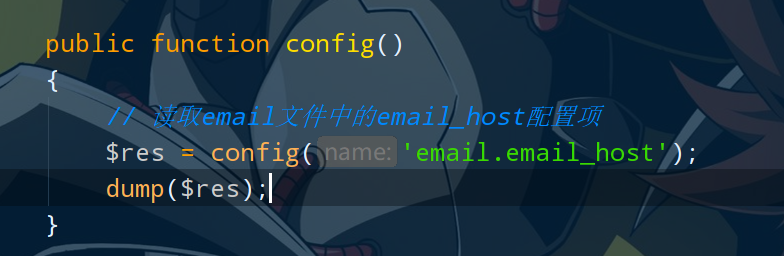 public function config()
{
// 读取email文件中的email_host配置项
$res = config( name: 'email.email_host');
dump($res);
}